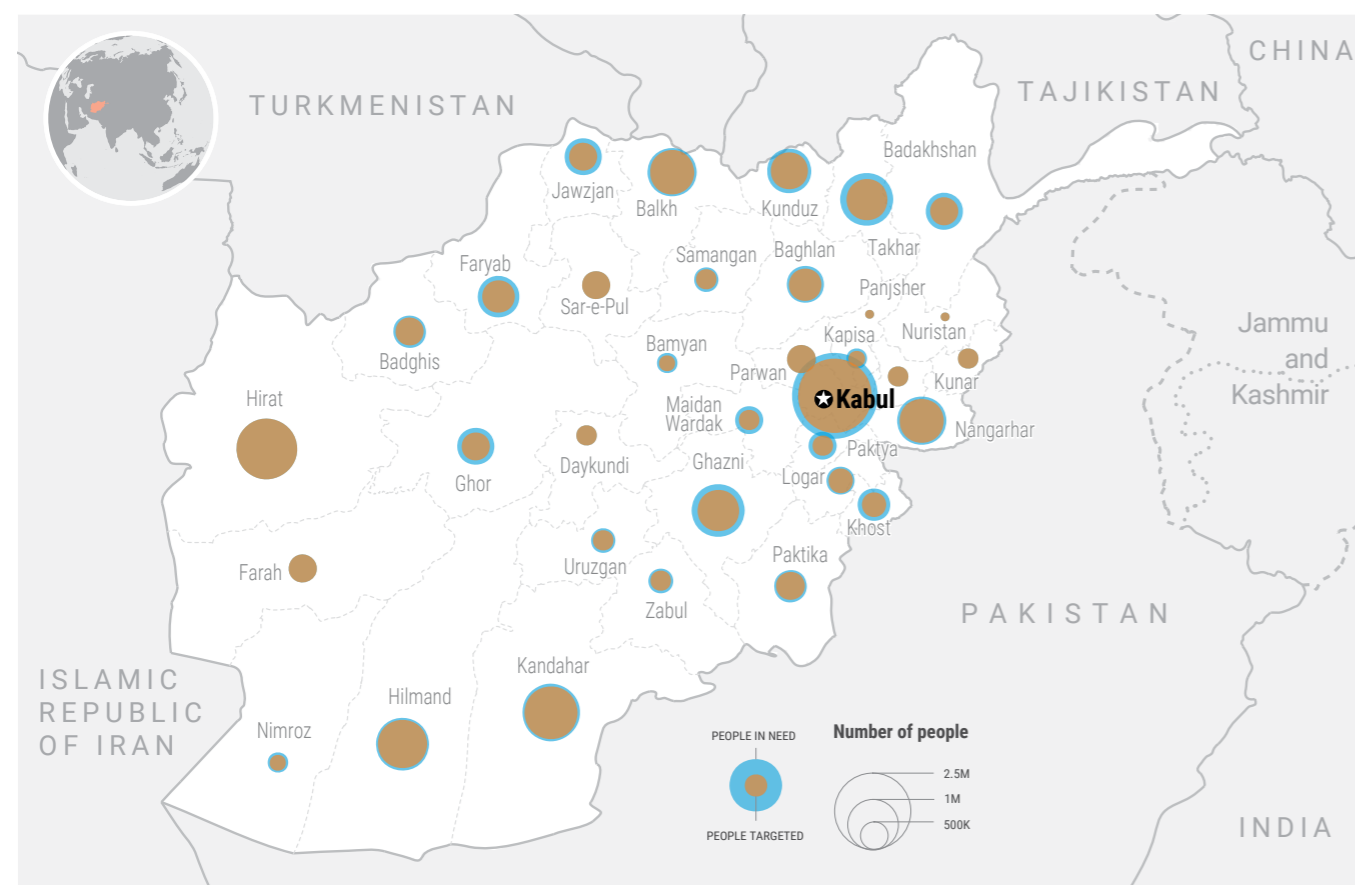 CHINA
TURKMENISTAN
TAJIKISTAN
Badakhshan
Jawzjan
Balkh
Kunduz
Takhar
Faryab
Samangan
Baghlan
Sar-e-Pul
Panjsher
Badghis
Bamyan
Kapisa
Nuristan
Parwan
Kunar
Jammu
and
Kashmir
Hirat
Kabul
Maidan
Wardak
Nangarhar
Ghor
Daykundi
Ghazni
Paktya
Logar
Khost
Farah
Uruzgan
Paktika
Zabul
PAKISTAN
Kandahar
ISLAMIC
REPUBLIC
OF IRAN
Hilmand
Nimroz
PEOPLE IN NEED
PEOPLE TARGETED
Number of people
2.5M
1M
500K
INDIA